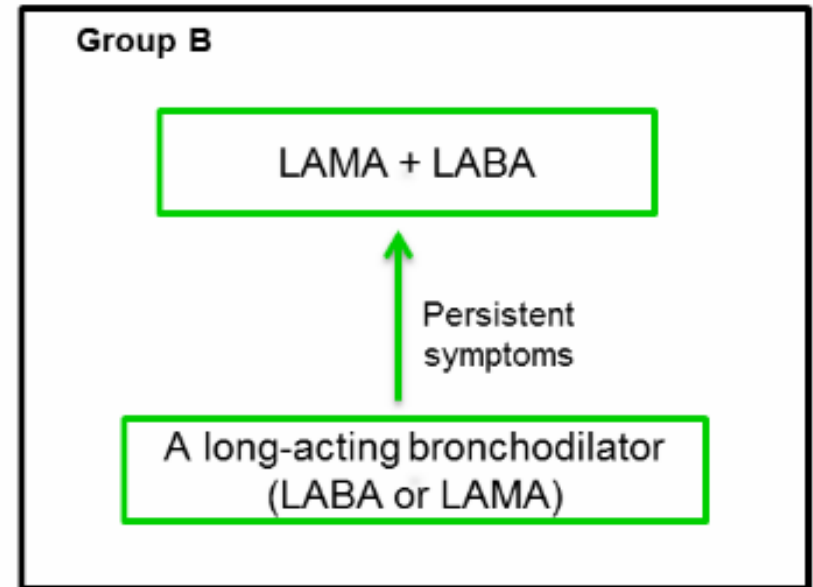 Group B
LAMA + LABA
Persistent
symptoms
A long-acting bronchodilator
(LABA or LAMA)